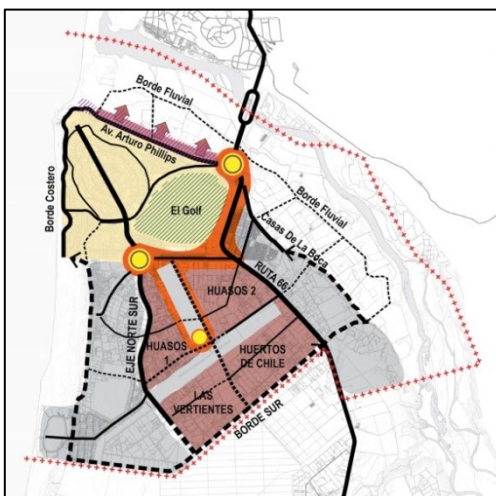 Borde Fluvial
Av. Arturo Phillips
Borde Costero
El Golf
Borde Fluvial
Casas De La Boca
RUTA 66
HUASOS 2
EJE NORTE SUR
HUASOS
1
HUERTOS
DE CHILE
LAS
VERTIENTES
BORDE SUR